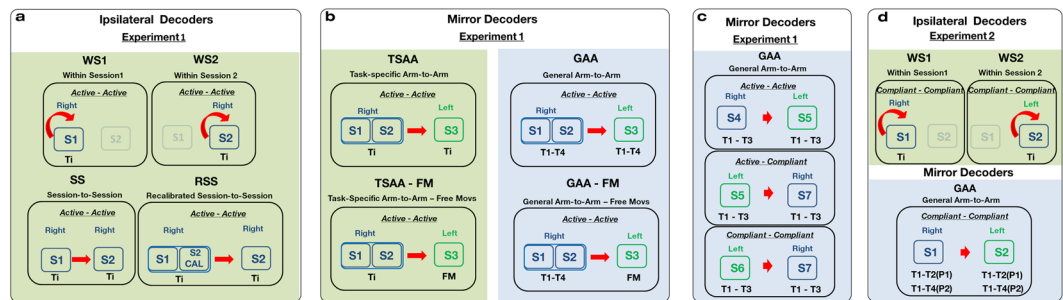 a
Ipsilateral Decoders
Experiment 1
WS1
Within Session1
Active - Active
Right
S1
S2
Ti
WS2
Within Session 2
Active - Active
Right
S1
S2
Ti
SS
Session-to-Session
Active - Active
Right
Right
S1
S2
Ti
Ti
RSS
Recalibrated Session-to-Session
Active - Active
Right
Right
S1
S2
CAL
S2
Ti
Ti
b
Mirror Decoders
Experiment 1
TSAA
Task-specific Arm-to-Arm
Active - Active
Right
Left
S1
S2
S3
Ti
Ti
GAA
General Arm-to-Arm
Active - Active
Right
Left
S1
S2
S3
T1-T4
T1-T4
TSAA - FM
Task-Specific Arm-to-Arm – Free Movs
Active - Active
Right
Left
S1
S2
S3
Ti
FM
GAA - FM
General Arm-to-Arm – Free Movs
Active - Active
Right
Left
S1
S2
S3
T1-T4
FM
c
Mirror Decoders
Experiment 1
GAA
General Arm-to-Arm
Active - Active
Right
Left
S4
S5
T1 - T3
T1 - T3
Active - Compliant
Left
Right
S5
S7
T1 - T3
T1 - T3
Compliant - Compliant
Left
Right
S6
S7
T1 - T3
T1 - T3
d
Ipsilateral Decoders
Experiment 2
WS1
Within Session1
Compliant - Compliant
Right
S1
S2
Ti
WS2
Within Session 2
Compliant - Compliant
Left
S1
S2
Ti
Mirror Decoders
GAA
General Arm-to-Arm
Compliant - Compliant
Right
Left
S1
S2
T1-T2(P1)
T1-T2(P1)
T1-T4(P2)
T1-T4(P2)